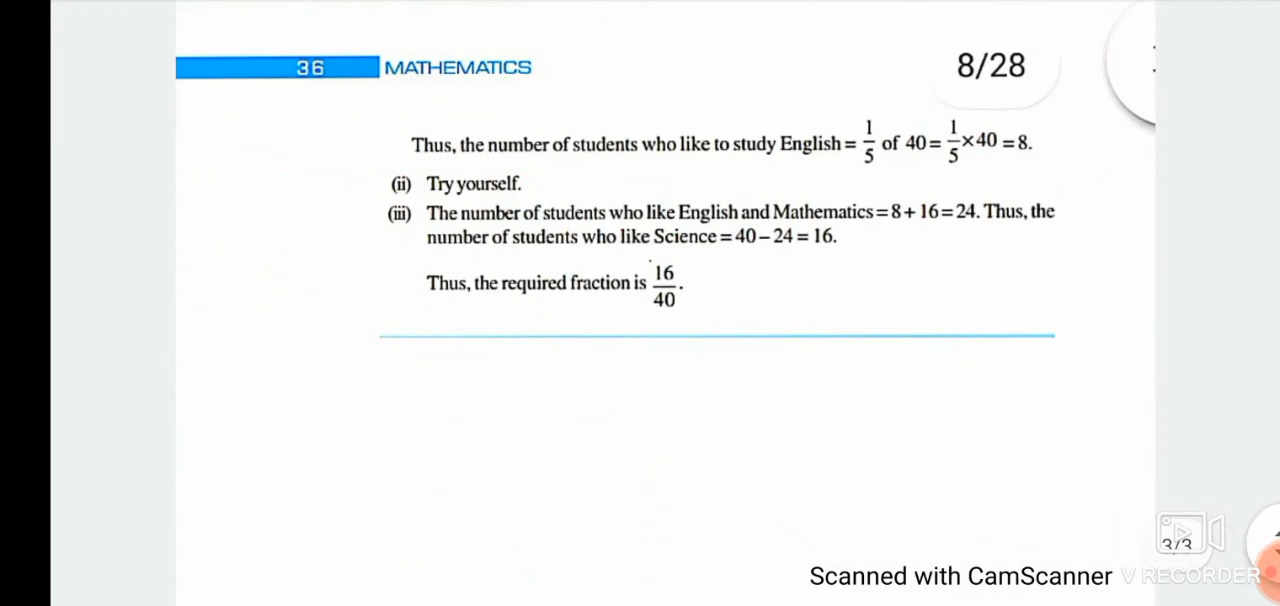 36 MATHEMATICS
8/28
Thus, the number of students who like to study English = 1/5 of 40 = 1/5 × 40 = 8.
(ii) Try yourself.
(iii) The number of students who like English and Mathematics = 8 + 16 = 24. Thus, the
number of students who like Science = 40 – 24 = 16.
Thus, the required fraction is 16/40.
3/3
Scanned with CamScanner
V RECORDER